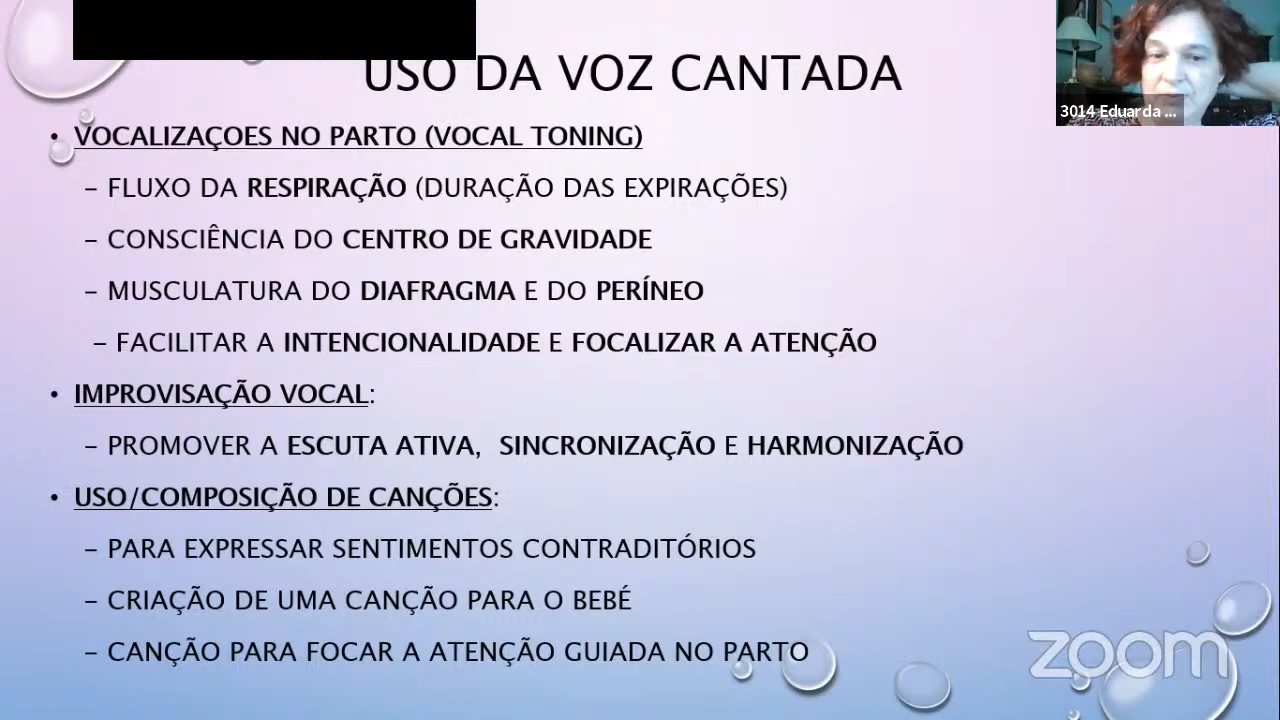 USO DA VOZ CANTADA
3014 Eduarda ...
• VOCALIZAÇOES NO PARTO (VOCAL TONING)
– FLUXO DA RESPIRAÇÃO (DURAÇÃO DAS EXPIRAÇÕES)
– CONSCIÊNCIA DO CENTRO DE GRAVIDADE
– MUSCULATURA DO DIAFRAGMA E DO PERÍNEO
– FACILITAR A INTENCIONALIDADE E FOCALIZAR A ATENÇÃO
• IMPROVISAÇÃO VOCAL:
– PROMOVER A ESCUTA ATIVA, SINCRONIZAÇÃO E HARMONIZAÇÃO
• USO/COMPOSIÇÃO DE CANÇÕES:
– PARA EXPRESSAR SENTIMENTOS CONTRADITÓRIOS
– CRIAÇÃO DE UMA CANÇÃO PARA O BEBÉ
– CANÇÃO PARA FOCAR A ATENÇÃO GUIADA NO PARTO
zoom